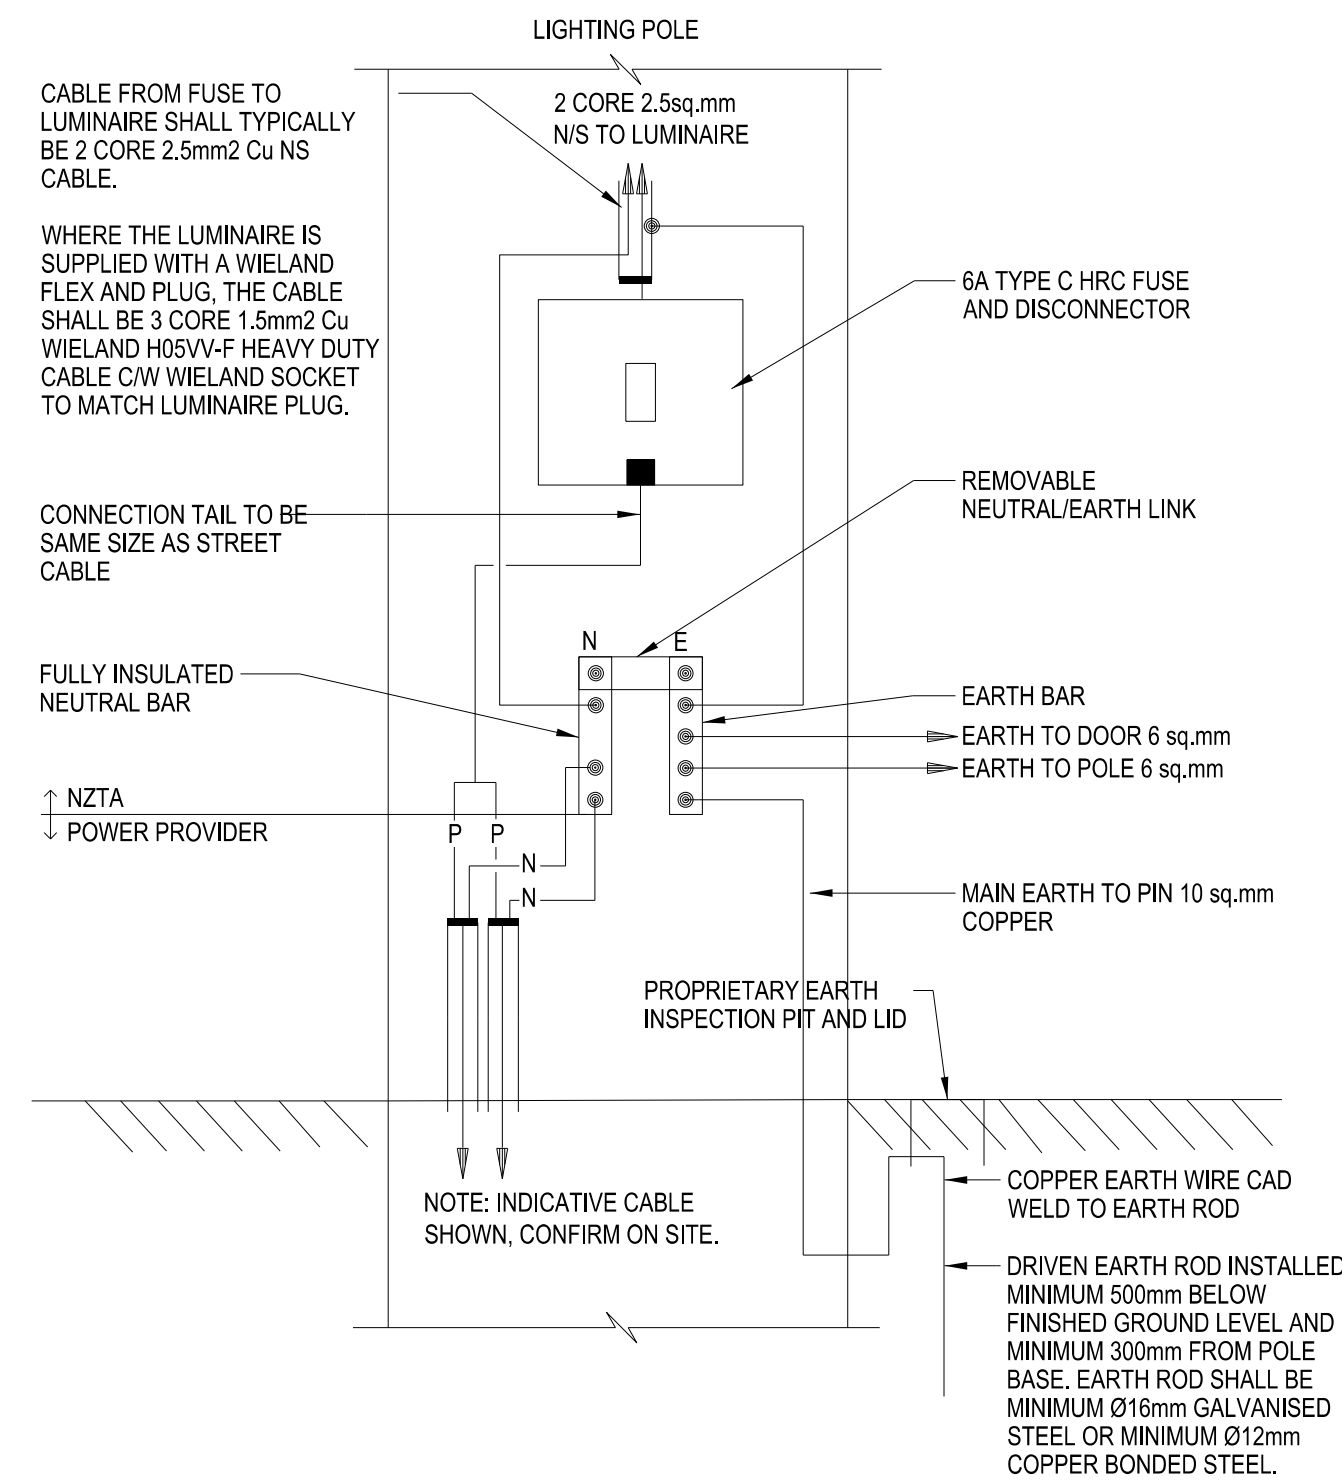 LIGHTING POLE
CABLE FROM FUSE TO
LUMINAIRE SHALL TYPICALLY
BE 2 CORE 2.5mm2 Cu NS
CABLE.
2 CORE 2.5sq.mm
N/S TO LUMINAIRE
WHERE THE LUMINAIRE IS
SUPPLIED WITH A WIELAND
FLEX AND PLUG, THE CABLE
SHALL BE 3 CORE 1.5mm2 Cu
WIELAND H05VV-F HEAVY DUTY
CABLE C/W WIELAND SOCKET
TO MATCH LUMINAIRE PLUG.
6A TYPE C HRC FUSE
AND DISCONNECTOR
REMOVABLE
NEUTRAL/EARTH LINK
CONNECTION TAIL TO BE
SAME SIZE AS STREET
CABLE
N E
FULLY INSULATED
NEUTRAL BAR
EARTH BAR
EARTH TO DOOR 6 sq.mm
EARTH TO POLE 6 sq.mm
NZTA
POWER PROVIDER
P P
N
N
MAIN EARTH TO PIN 10 sq.mm
COPPER
PROPRIETARY EARTH
INSPECTION PIT AND LID
NOTE: INDICATIVE CABLE
SHOWN, CONFIRM ON SITE.
COPPER EARTH WIRE CAD
WELD TO EARTH ROD
DRIVEN EARTH ROD INSTALLED
MINIMUM 500mm BELOW
FINISHED GROUND LEVEL AND
MINIMUM 300mm FROM POLE
BASE. EARTH ROD SHALL BE
MINIMUM Ø16mm GALVANISED
STEEL OR MINIMUM Ø12mm
COPPER BONDED STEEL.